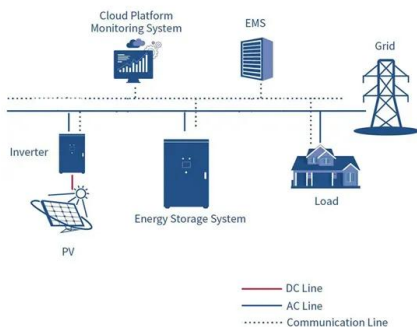 Cloud Platform
Monitoring System
EMS
Grid
Inverter
Energy Storage System
Load
PV
DC Line
AC Line
Communication Line